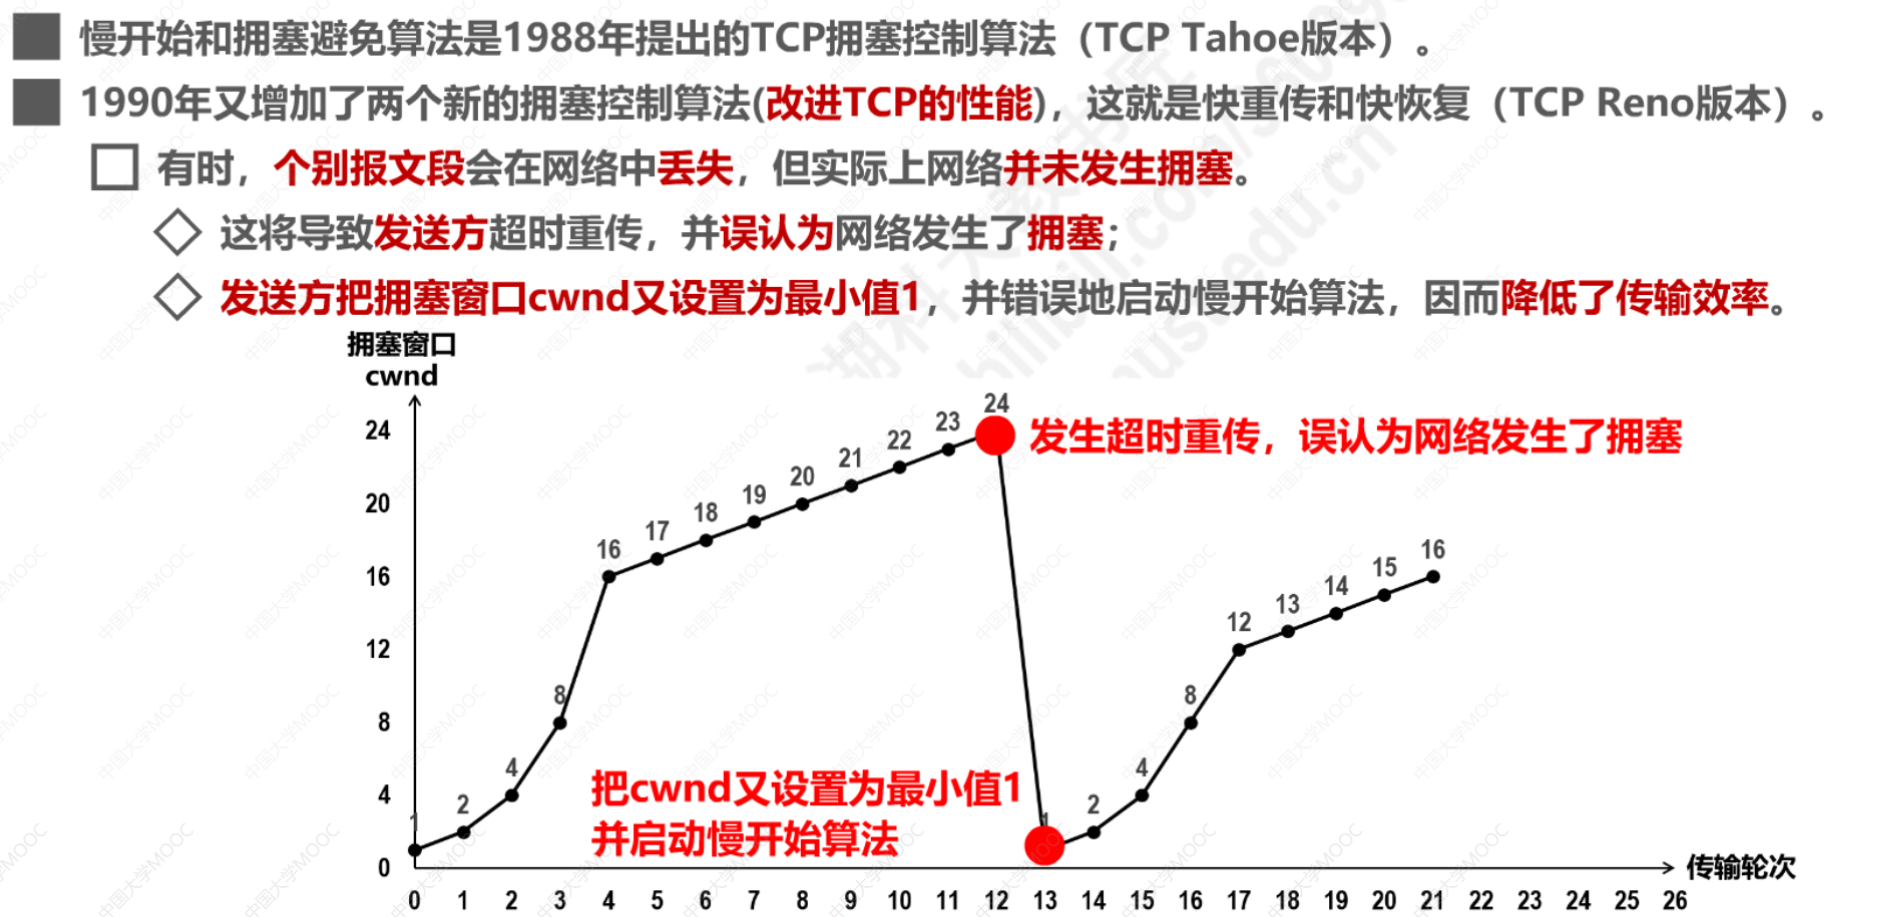 慢开始和拥塞避免算法是1988年提出的TCP拥塞控制算法（TCP Tahoe版本）。
1990年又增加了两个新的拥塞控制算法(改进TCP的性能)，这就是快重传和快恢复（TCP Reno版本）。
有时，个别报文段会在网络中丢失，但实际上网络并未发生拥塞。
这将导致发送方超时重传，并误认为网络发生了拥塞；
发送方把拥塞窗口cwnd又设置为最小值1，并错误地启动慢开始算法，因而降低了传输效率。
拥塞窗口
cwnd
24
20
16
12
8
4
0
1
2
4
8
16
17
18
19
20
21
22
23
24
发生超时重传，误认为网络发生了拥塞
把cwnd又设置为最小值1
并启动慢开始算法
1
2
4
8
12
13
14
15
16
传输轮次
0 1 2 3 4 5 6 7 8 9 10 11 12 13 14 15 16 17 18 19 20 21 22 23 24 25 26
中国大学MOOC